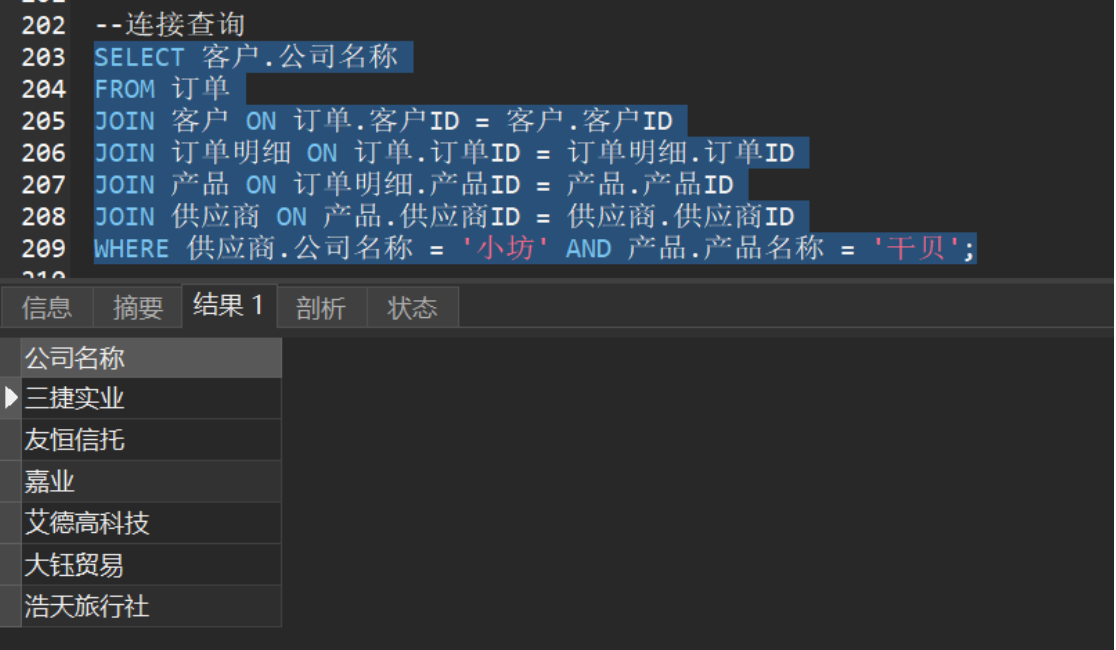 202 --连接查询
203 SELECT 客户.公司名称
204 FROM 订单
205 JOIN 客户 ON 订单.客户ID = 客户.客户ID
206 JOIN 订单明细 ON 订单.订单ID = 订单明细.订单ID
207 JOIN 产品 ON 订单明细.产品ID = 产品.产品ID
208 JOIN 供应商 ON 产品.供应商ID = 供应商.供应商ID
209 WHERE 供应商.公司名称 = '小坊' AND 产品.产品名称 = '干贝';
信息 摘要 结果 1 剖析 状态
公司名称
三捷实业
友恒信托
嘉业
艾德高科技
大钰贸易
浩天旅行社